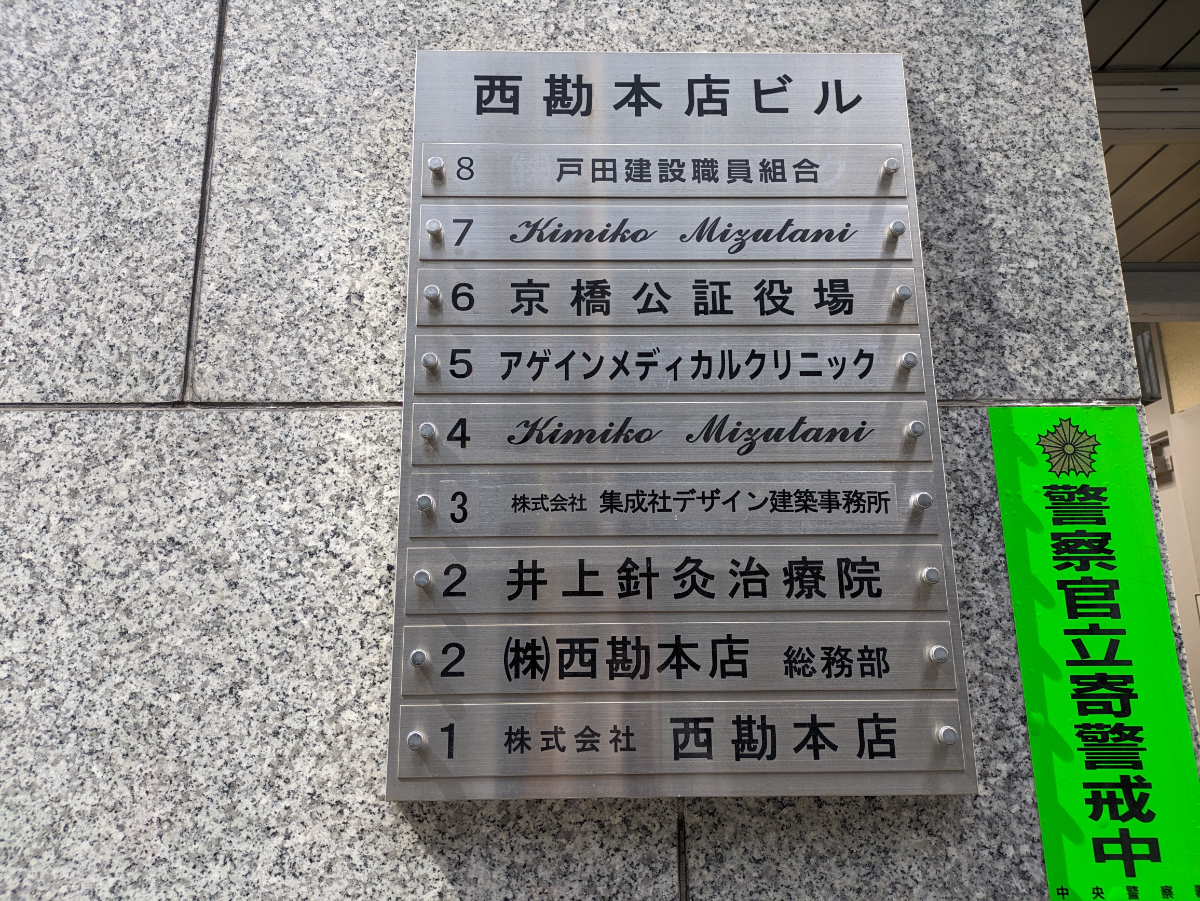 西勘本店ビル
8 戸田建設職員組合
7 Kimiko Mizutani
6 京橋公証役場
5 アゲインメディカルクリニック
4 Kimiko Mizutani
3 株式会社 集成社デザイン建築事務所
2 井上針灸治療院
2 ㈱西勘本店 総務部
1 株式会社 西勘本店
警察官立寄警戒中
中央警察